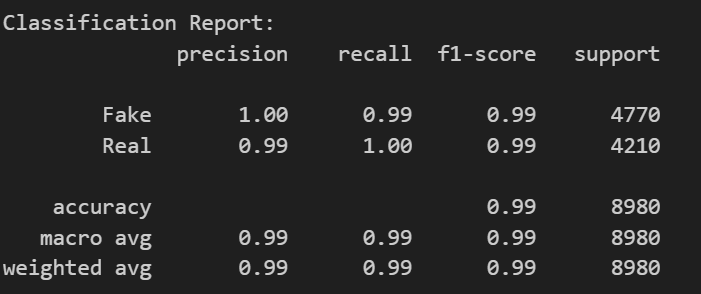 Classification Report:
precision recall f1-score support
Fake 1.00 0.99 0.99 4770
Real 0.99 1.00 0.99 4210
accuracy 0.99 8980
macro avg 0.99 0.99 0.99 8980
weighted avg 0.99 0.99 0.99 8980